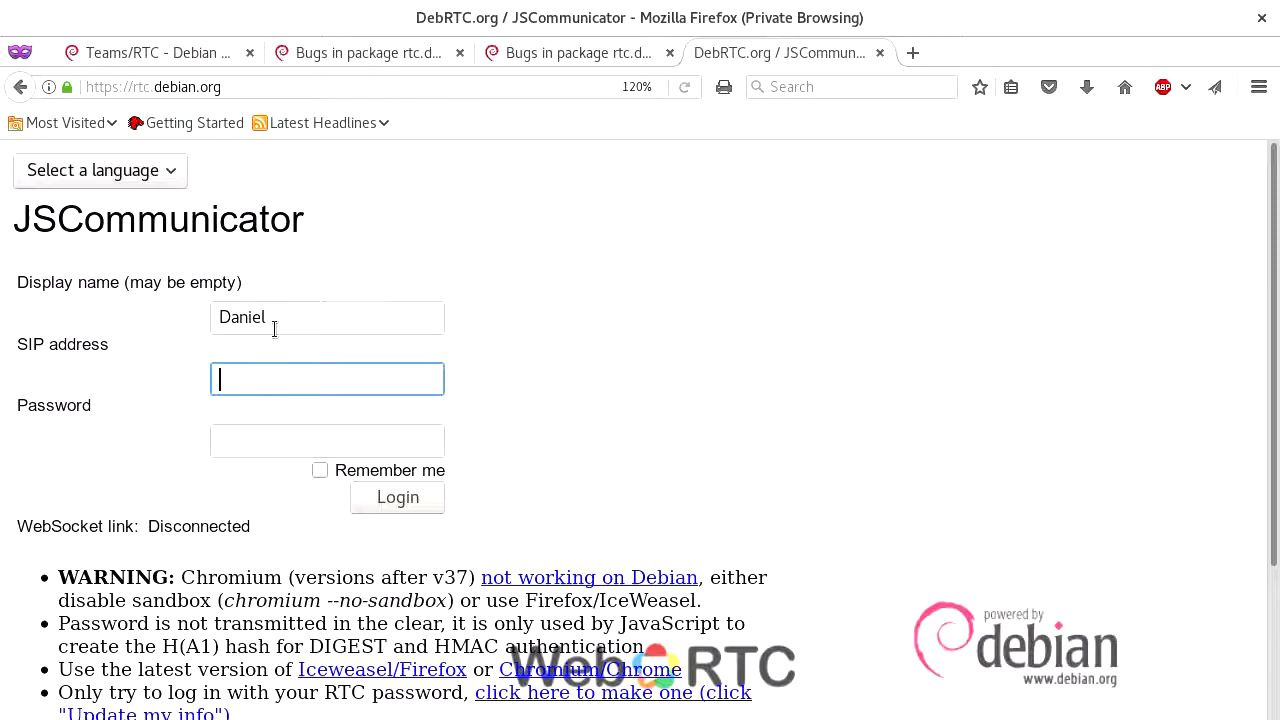 DebRTC.org / JSCommunicator - Mozilla Firefox (Private Browsing)
Teams/RTC - Debian ...
Bugs in package rtc.d...
Bugs in package rtc.d...
DebRTC.org / JSCommun...
https://rtc.debian.org
120%
Search
ABP
Most Visited
Getting Started
Latest Headlines
Select a language
JSCommunicator
Display name (may be empty)
Daniel
SIP address
Password
Remember me
Login
WebSocket link: Disconnected
• WARNING: Chromium (versions after v37) not working on Debian, either
disable sandbox (chromium --no-sandbox) or use Firefox/IceWeasel.
• Password is not transmitted in the clear, it is only used by JavaScript to
create the H(A1) hash for DIGEST and HMAC authentication.
• Use the latest version of Iceweasel/Firefox or Chromium/Chrome
• Only try to log in with your RTC password, click here to make one (click
"Update my info")
Web RTC
powered by
debian
www.debian.org